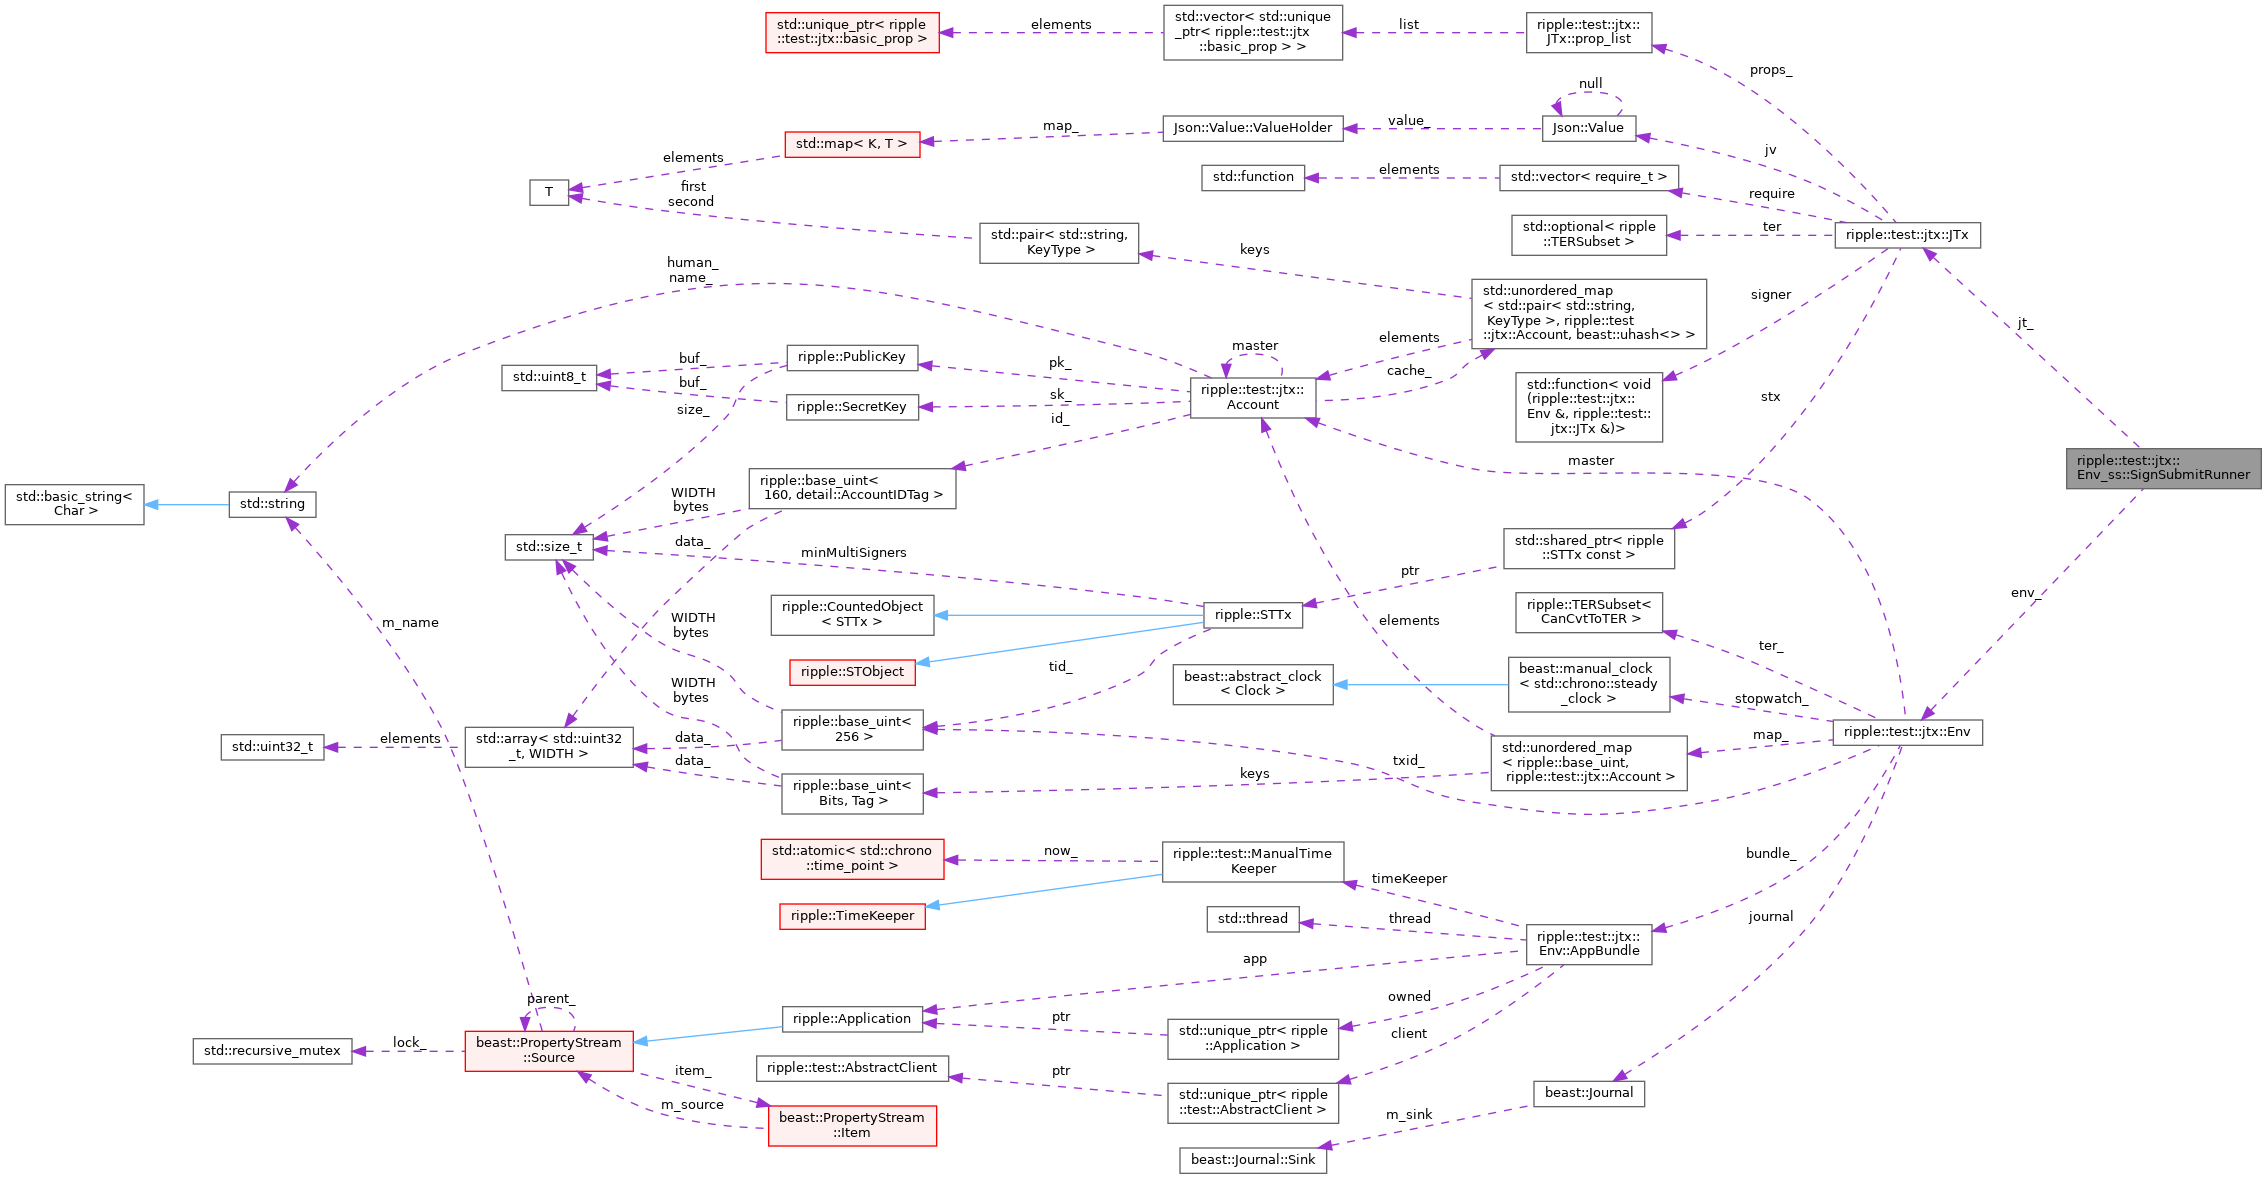 std::unique_ptr< ripple
::test::jtx::basic_prop >
elements
std::vector< std::unique
_ptr< ripple::test::jtx
::basic_prop > >
list
ripple::test::jtx::
JTx::prop_list
props_
null
std::map< K, T >
map_
Json::Value::ValueHolder
value_
Json::Value
jv
elements
T
first
second
std::function
elements
std::vector< require_t >
require
std::pair< std::string,
KeyType >
keys
std::optional< ripple
::TERSubset >
ter
ripple::test::jtx::JTx
human_
name_
std::unordered_map
< std::pair< std::string,
KeyType >, ripple::test
::jtx::Account, beast::uhash<> >
signer
jt_
std::uint8_t
buf_
buf_
size_
ripple::PublicKey
ripple::SecretKey
pk_
sk_
id_
master
ripple::test::jtx::
Account
elements
cache_
std::function< void
(ripple::test::jtx::
Env &, ripple::test::
jtx::JTx &)>
stx
master
ripple::test::jtx::
Env_ss::SignSubmitRunner
std::basic_string<
Char >
std::string
ripple::base_uint<
160, detail::AccountIDTag >
WIDTH
bytes
data_
std::size_t
minMultiSigners
std::shared_ptr< ripple
::STTx const >
ptr
env_
m_name
ripple::CountedObject
< STTx >
ripple::STTx
ripple::STObject
tid_
elements
ripple::TERSubset<
CanCvtToTER >
ter_
WIDTH
bytes
WIDTH
bytes
beast::abstract_clock
< Clock >
beast::manual_clock
< std::chrono::steady
_clock >
stopwatch_
ripple::test::jtx::Env
std::uint32_t
elements
std::array< std::uint32
_t, WIDTH >
data_
data_
ripple::base_uint<
256 >
ripple::base_uint<
Bits, Tag >
keys
txid_
std::unordered_map
< ripple::base_uint,
ripple::test::jtx::Account >
map_
std::atomic< std::chrono
::time_point >
now_
ripple::test::ManualTime
Keeper
ripple::TimeKeeper
timeKeeper
bundle_
journal
std::thread
thread
ripple::test::jtx::
Env::AppBundle
app
owned
client
parent_
ripple::Application
ptr
std::unique_ptr< ripple
::Application >
std::recursive_mutex
lock_
beast::PropertyStream
::Source
item_
m_source
ripple::test::AbstractClient
ptr
std::unique_ptr< ripple
::test::AbstractClient >
beast::PropertyStream
::Item
beast::Journal
m_sink
beast::Journal::Sink